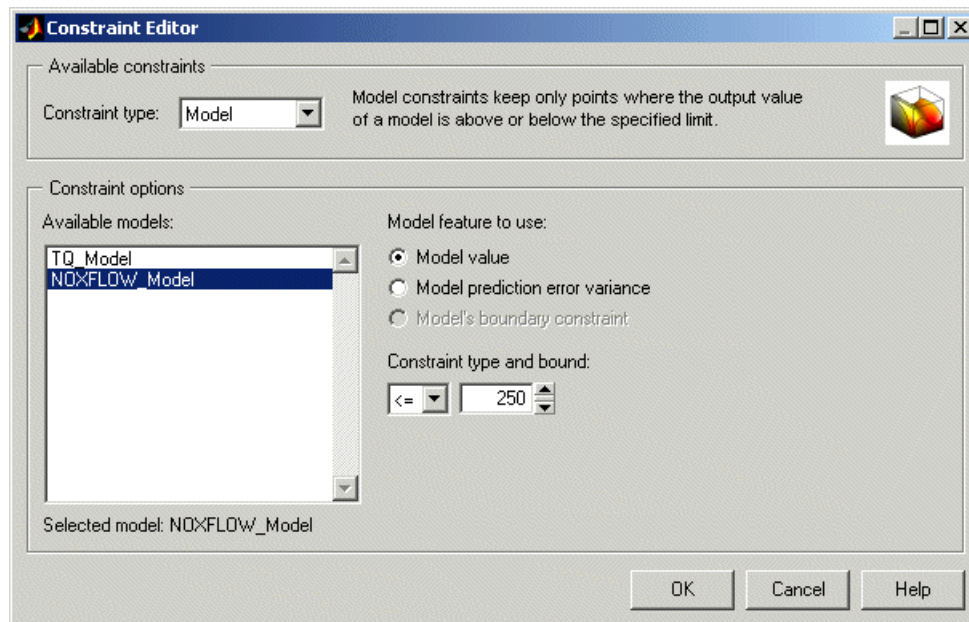 Constraint Editor
Available constraints
Constraint type: Model
Model constraints keep only points where the output value
of a model is above or below the specified limit.
Constraint options
Available models:
TQ_Model
NOXFLOW_Model
Selected model: NOXFLOW_Model
Model feature to use:
Model value
Model prediction error variance
Model's boundary constraint
Constraint type and bound:
<= 250
OK Cancel Help